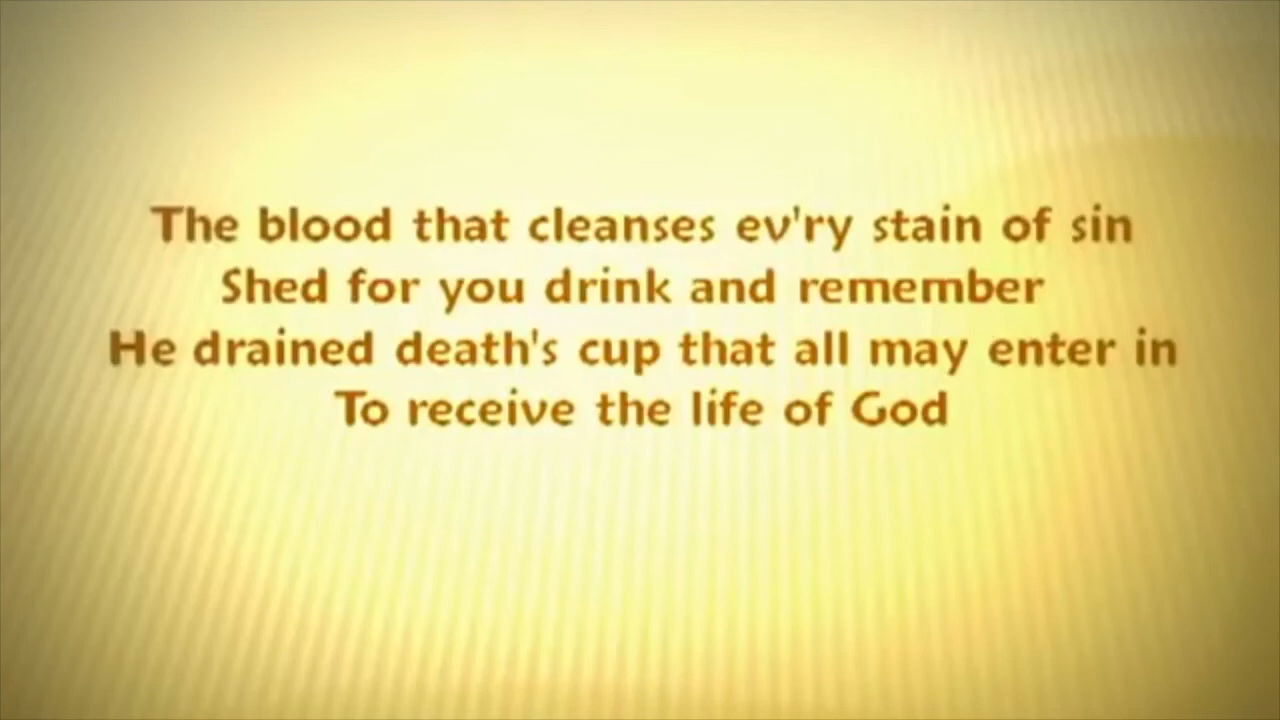 The blood that cleanses ev'ry stain of sin
Shed for you drink and remember
He drained death's cup that all may enter in
To receive the life of God